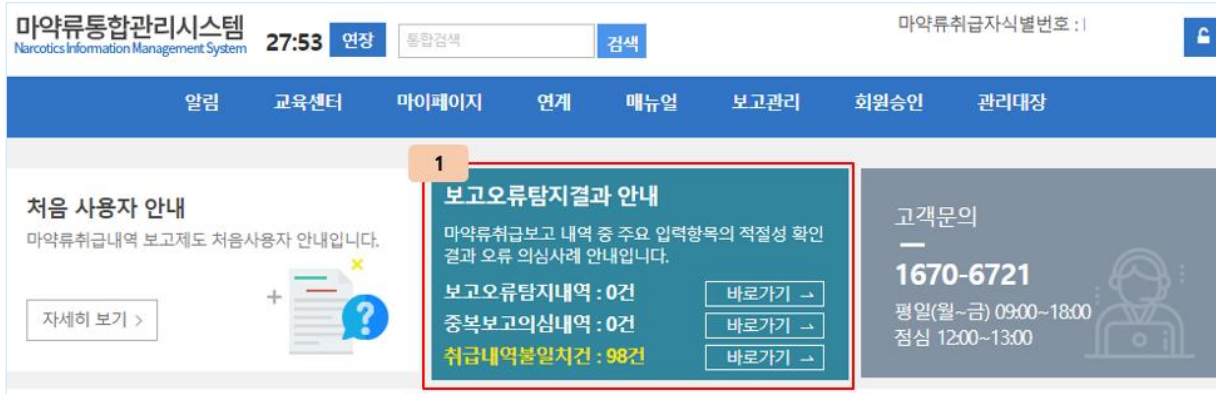 마약류통합관리시스템
Narcotics Information Management System
27:53 연장 통합검색 검색
마약류취급자식별번호 :
알림 교육센터 마이페이지 연계 매뉴얼 보고관리 회원승인 관리대장
1
처음 사용자 안내
마약류취급내역 보고제도 처음사용자 안내입니다.
자세히 보기 >
보고오류탐지결과 안내
마약류취급보고 내역 중 주요 입력항목의 적절성 확인
결과 오류 의심사례 안내입니다.
보고오류탐지내역 : 0건 바로가기 →
중복보고의심내역 : 0건 바로가기 →
취급내역불일치건 : 98건 바로가기 →
고객문의
1670-6721
평일(월~금) 09:00~18:00
점심 12:00~13:00